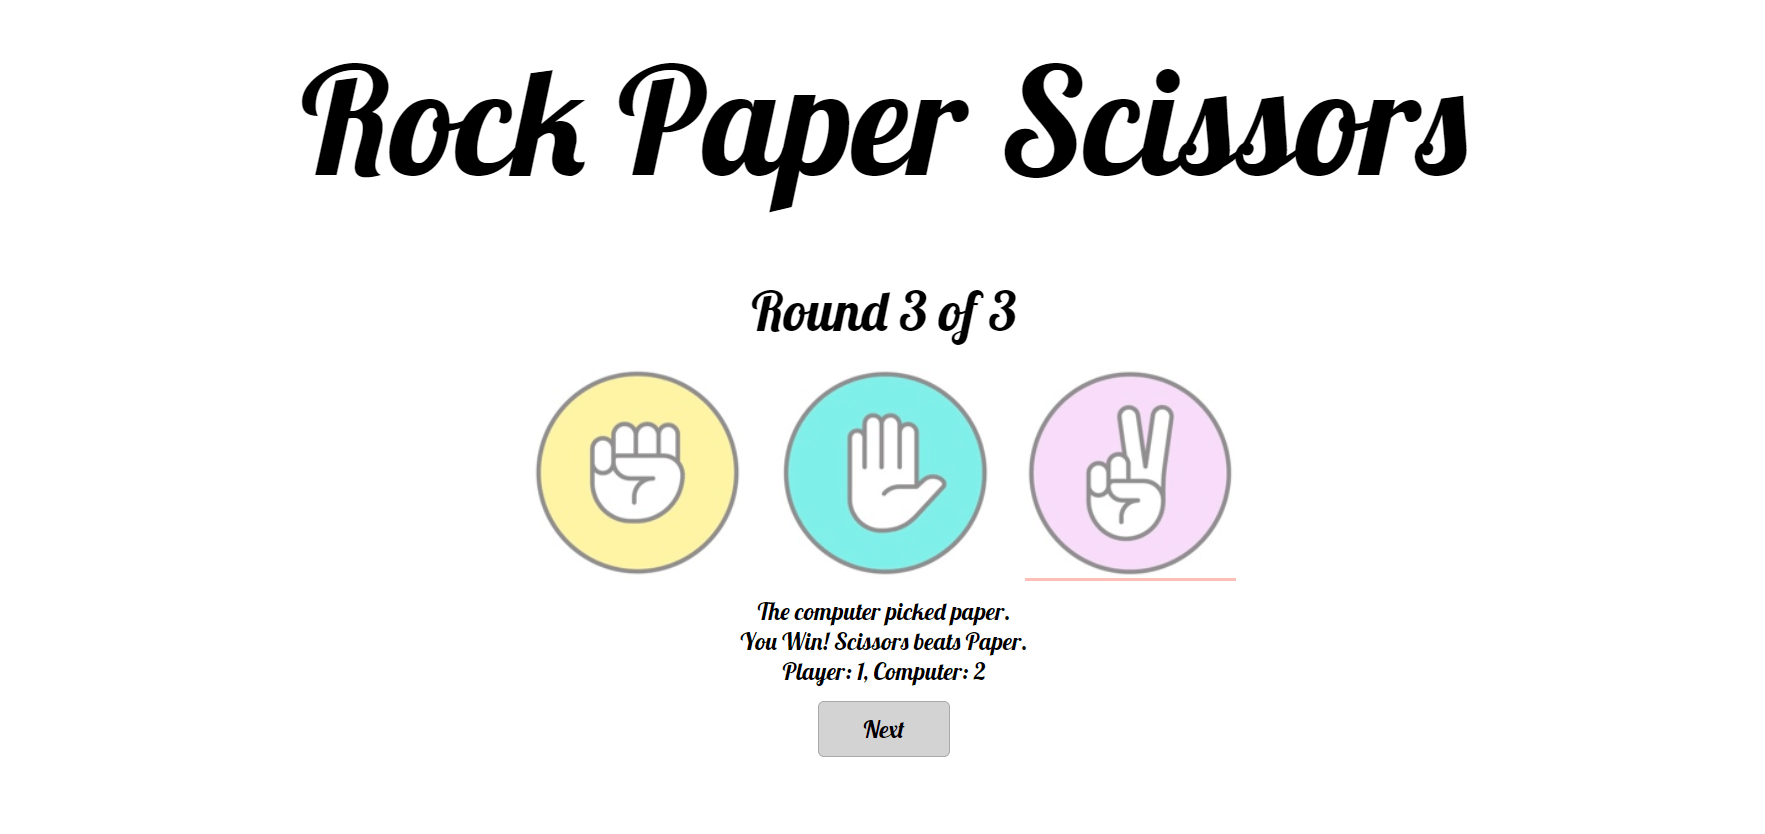 Rock Paper Scissors
Round 3 of 3
The computer picked paper.
You Win! Scissors beats Paper.
Player: 1, Computer: 2
Next